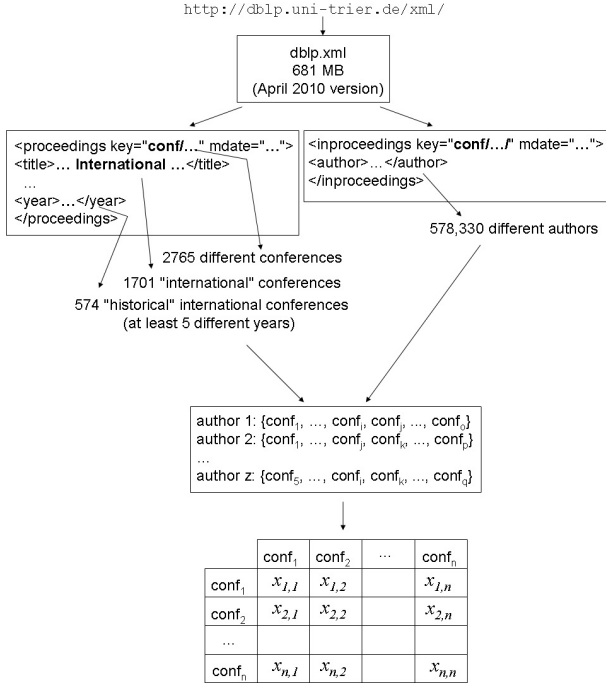 http://dblp.uni-trier.de/xml/
dblp.xml
681 MB
(April 2010 version)
<proceedings key="conf/…" mdate="…">
<title>… International …</title>
…
<year>…</year>
</proceedings>
<inproceedings key="conf/…/" mdate="…">
<author>…</author>
</inproceedings>
578,330 different authors
2765 different conferences
1701 "international" conferences
574 "historical" international conferences
(at least 5 different years)
author 1: {conf1, ..., confi, confj, ..., confo}
author 2: {conf1, ..., confj, confk, ..., confp}
...
author z: {conf5, ..., confi, confk, ..., confq}
conf1 conf2 ... confn
conf1 x1,1 x1,2 x1,n
conf2 x2,1 x2,2 x2,n
...
confn xn,1 xn,2 xn,n